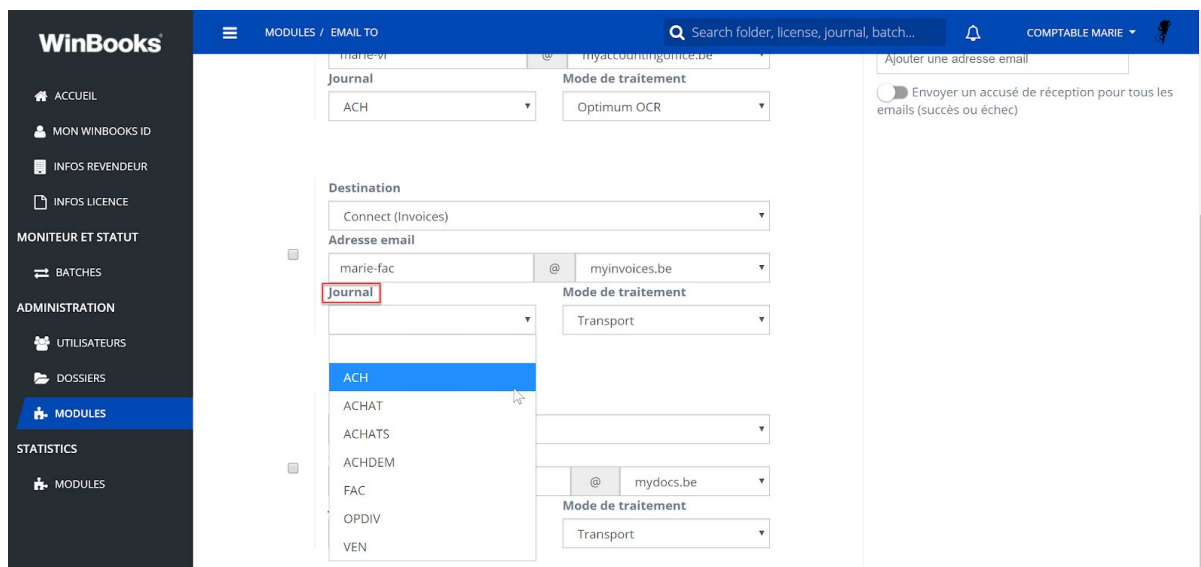 WinBooks
ACCUEIL
MON WINBOOKS ID
INFOS REVENDEUR
INFOS LICENCE
MONITEUR ET STATUT
BATCHES
ADMINISTRATION
UTILISATEURS
DOSSIERS
MODULES
STATISTICS
MODULES
MODULES / EMAIL TO
Search folder, license, journal, batch...
COMPTABLE MARIE
marie-vf @ myaccountingoffice.be
Journal Mode de traitement
ACH Optimum OCR
Destination
Connect (Invoices)
Adresse email
marie-fac @ myinvoices.be
Journal Mode de traitement
Transport
ACH
ACHAT
ACHATS
ACHDEM
FAC
OPDIV
VEN
@ mydocs.be
Mode de traitement
Transport
Ajouter une adresse email
Envoyer un accusé de réception pour tous les
emails (succès ou échec)